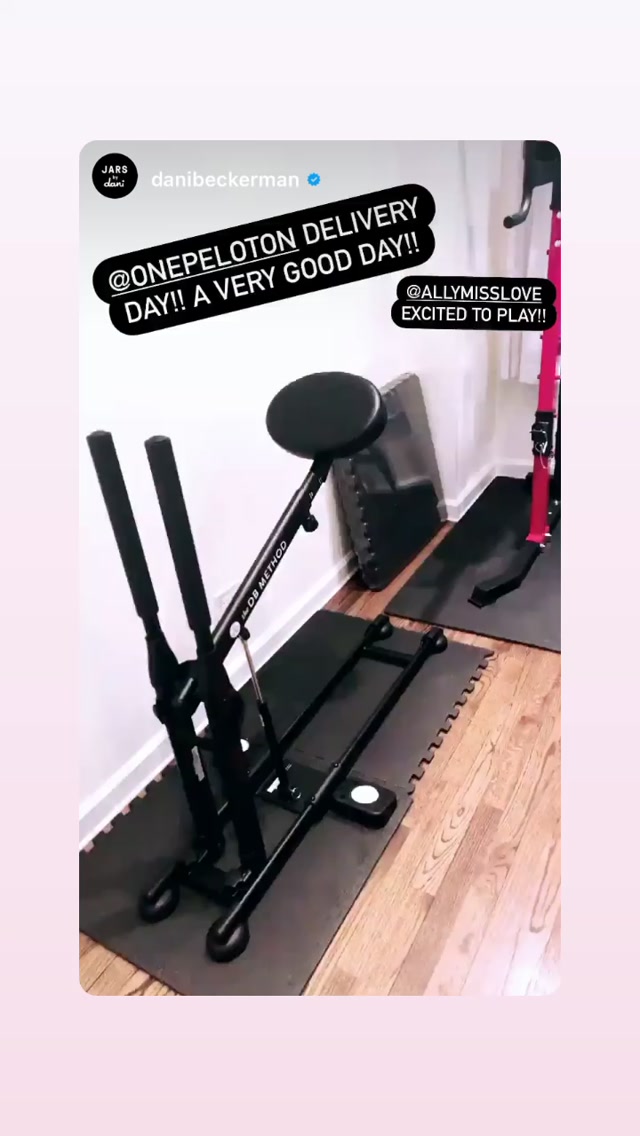 JARS
by
dani
danibeckerman
@ONEPELOTON DELIVERY
DAY!! A VERY GOOD DAY!!
@ALLYMISSLOVE
EXCITED TO PLAY!!
the DB METHOD